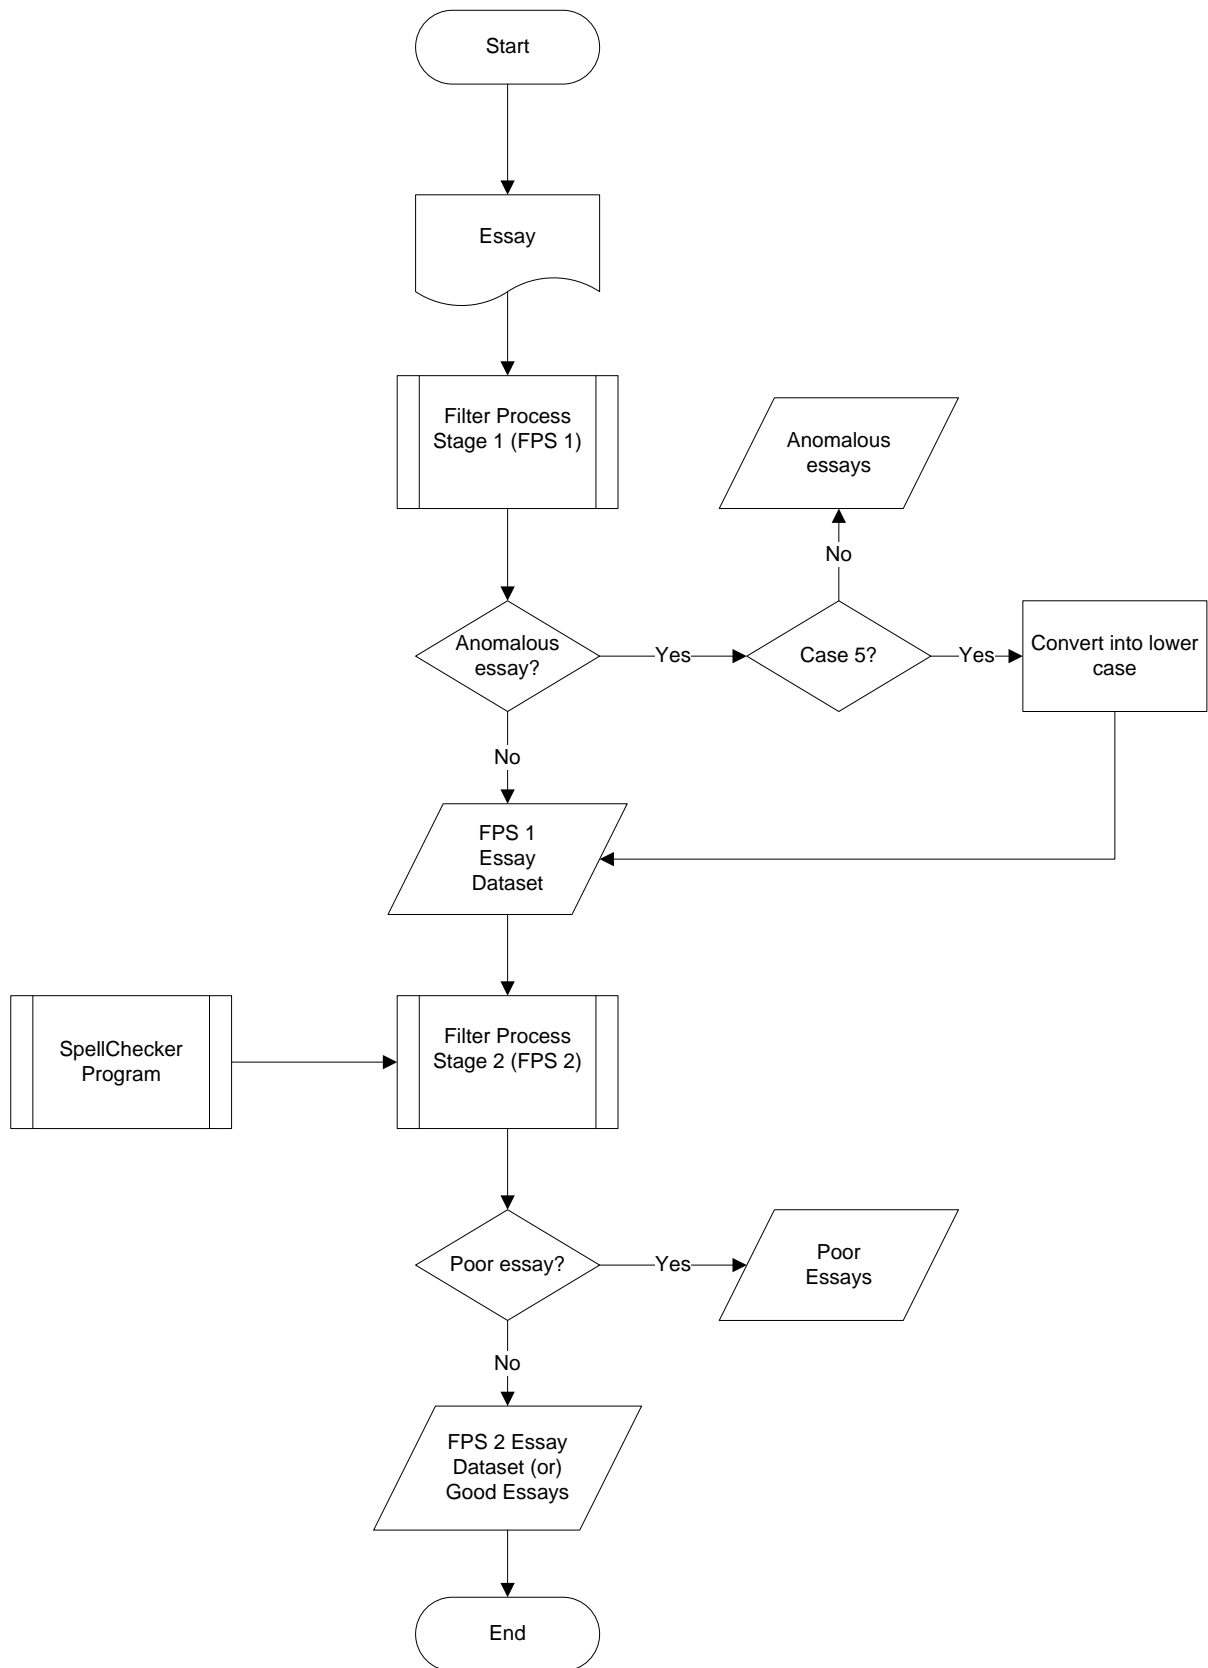 Start
Essay
Filter Process
Stage 1 (FPS 1)
Anomalous
essays
No
Anomalous
essay?
Yes
Case 5?
Yes
Convert into lower
case
No
FPS 1
Essay
Dataset
SpellChecker
Program
Filter Process
Stage 2 (FPS 2)
Poor essay?
Yes
Poor
Essays
No
FPS 2 Essay
Dataset (or)
Good Essays
End